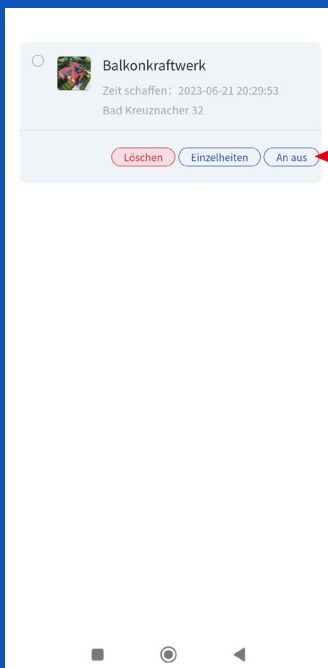 Balkonkraftwerk
Zeit schaffen: 2023-06-21 20:29:53
Bad Kreuznacher 32
Löschen
Einzelheiten
An aus